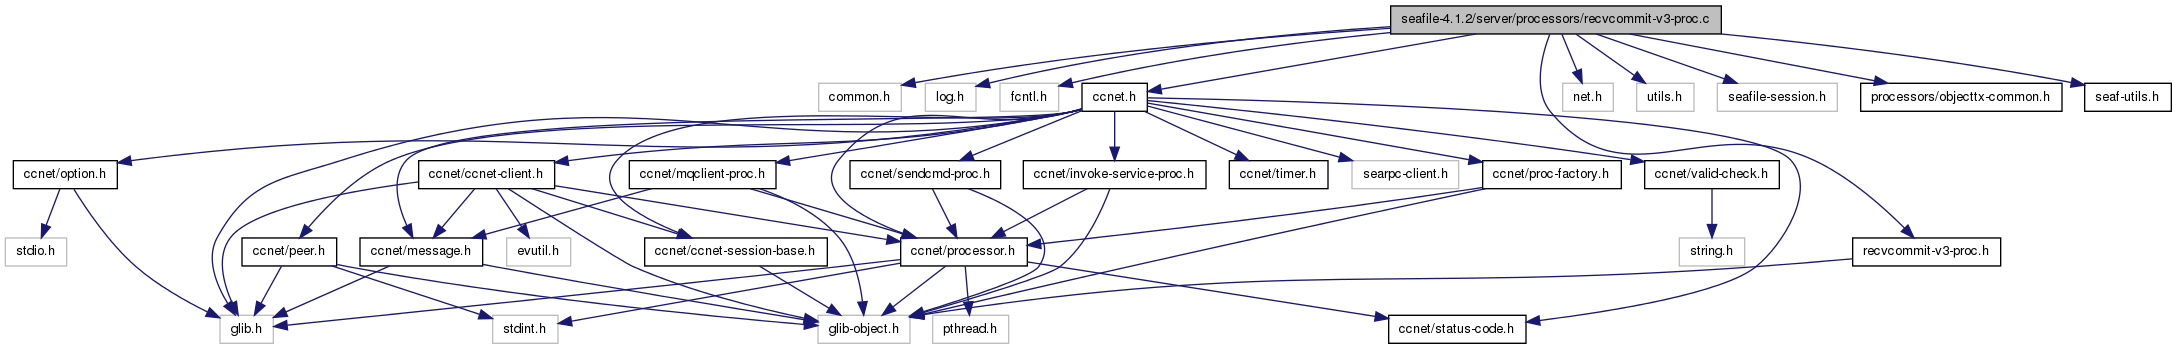 seafile-4.1.2/server/processors/recvcommit-v3-proc.c
common.h
log.h
fcntl.h
ccnet.h
net.h
utils.h
seafile-session.h
processors/objecttx-common.h
seaf-utils.h
ccnet/option.h
ccnet/ccnet-client.h
ccnet/mqclient-proc.h
ccnet/sendcmd-proc.h
ccnet/invoke-service-proc.h
ccnet/timer.h
searpc-client.h
ccnet/proc-factory.h
ccnet/valid-check.h
stdio.h
ccnet/peer.h
ccnet/message.h
evutil.h
ccnet/ccnet-session-base.h
ccnet/processor.h
string.h
recvcommit-v3-proc.h
glib.h
stdint.h
glib-object.h
pthread.h
ccnet/status-code.h